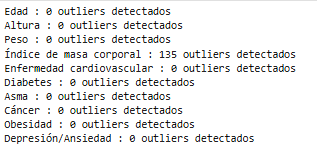 Edad : 0 outliers detectados
Altura : 0 outliers detectados
Peso : 0 outliers detectados
Índice de masa corporal : 135 outliers detectados
Enfermedad cardiovascular : 0 outliers detectados
Diabetes : 0 outliers detectados
Asma : 0 outliers detectados
Cáncer : 0 outliers detectados
Obesidad : 0 outliers detectados
Depresión/Ansiedad : 0 outliers detectados